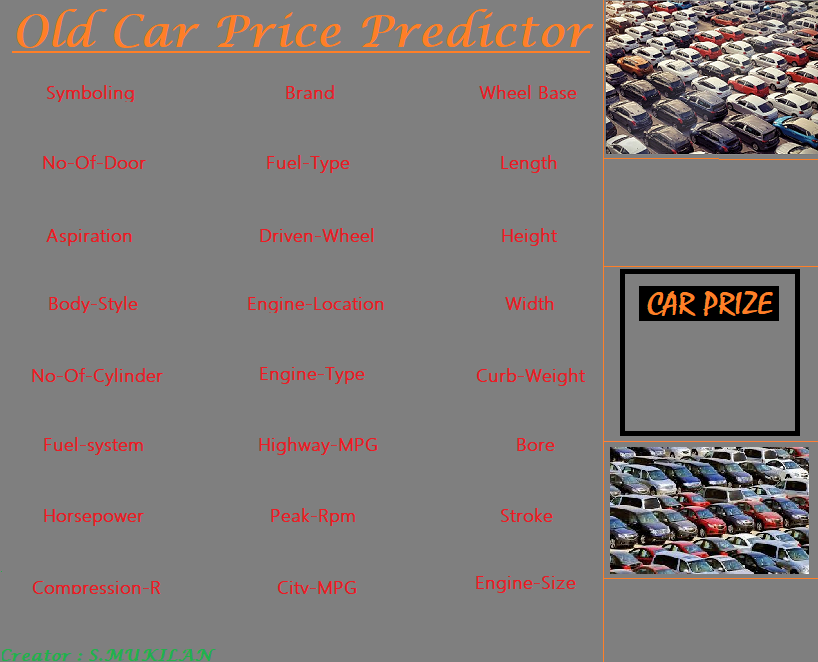 Old Car Price Predictor
Symboling Brand Wheel Base
No-Of-Door Fuel-Type Length
Aspiration Driven-Wheel Height
Body-Style Engine-Location Width
No-Of-Cylinder Engine-Type Curb-Weight
Fuel-system Highway-MPG Bore
Horsepower Peak-Rpm Stroke
Compression-R City-MPG Engine-Size
CAR PRIZE
Creator : S.MUKILAN